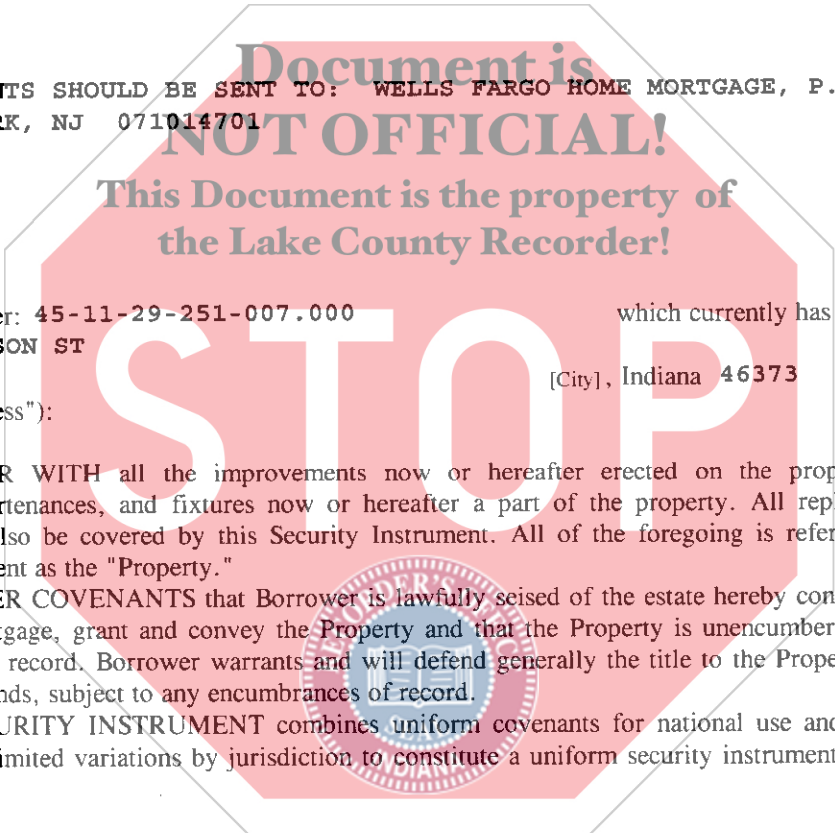 Document is
NTS SHOULD BE SENT TO: WELLS FARGO HOME MORTGAGE, P.
RK, NJ 071014701
NOT OFFICIAL!
This Document is the property of
the Lake County Recorder!
er: 45-11-29-251-007.000 which currently has
SON ST
[City], Indiana 46373
ess"):
STOP
R WITH all the improvements now or hereafter erected on the prop
rtenances, and fixtures now or hereafter a part of the property. All repl
lso be covered by this Security Instrument. All of the foregoing is refer
ent as the "Property."
ER COVENANTS that Borrower is lawfully seised of the estate hereby con
tgage, grant and convey the Property and that the Property is unencumber
record. Borrower warrants and will defend generally the title to the Prope
nds, subject to any encumbrances of record.
URITY INSTRUMENT combines uniform covenants for national use and
imited variations by jurisdiction to constitute a uniform security instrument
SEAL
INDIANA